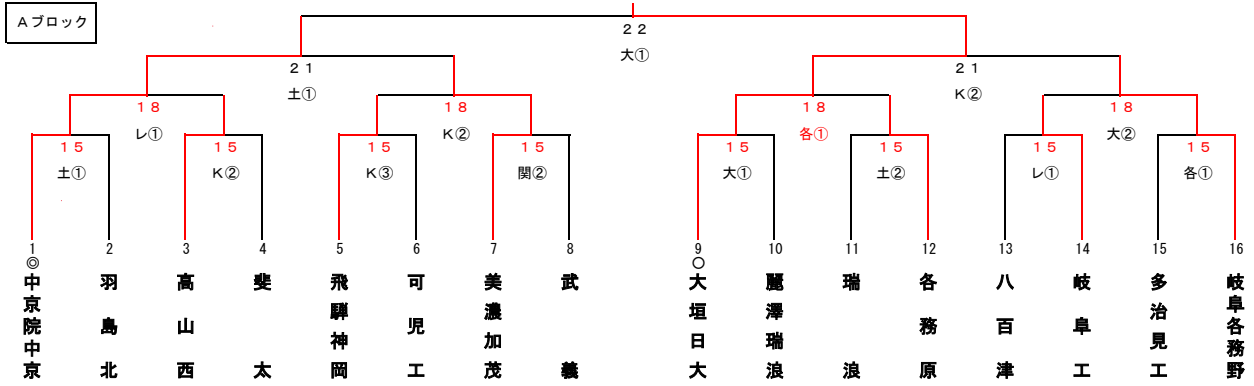 Aブロック
22
大①
21
土①
21
K②
18
レ①
18
K②
18
各①
18
大②
15
土①
15
K②
15
K③
15
関②
15
大①
15
土②
15
レ①
15
各①
1 2 3 4 5 6 7 8 9 10 11 12 13 14 15 16
◎ ○
中京院中京
羽島北
高山西
斐太
飛騨神岡
可児工
美濃加茂
武義
大垣日大
麗澤瑞浪
瑞浪
各務原
八百津
岐阜工
多治見工
岐阜各務野